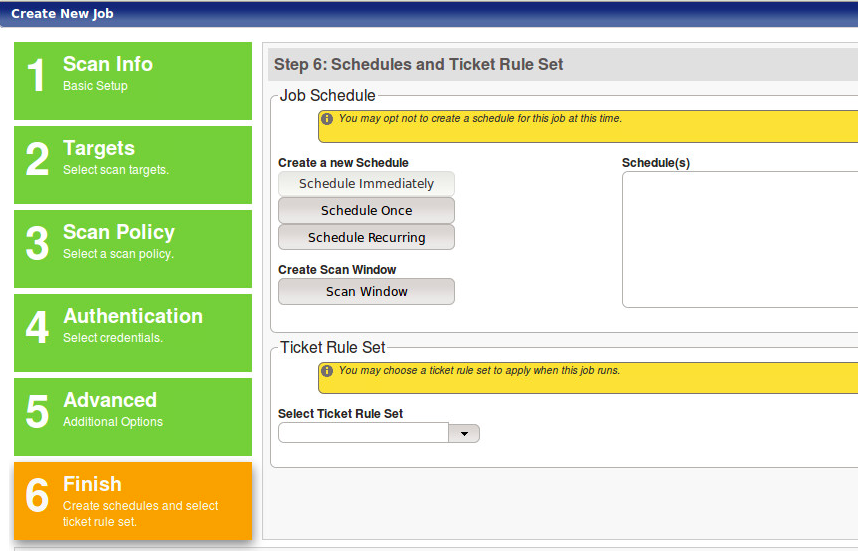 Create New Job
1 Scan Info
Basic Setup
2 Targets
Select scan targets.
3 Scan Policy
Select a scan policy.
4 Authentication
Select credentials.
5 Advanced
Additional Options
6 Finish
Create schedules and select
ticket rule set.
Step 6: Schedules and Ticket Rule Set
Job Schedule
You may opt not to create a schedule for this job at this time.
Create a new Schedule
Schedule Immediately
Schedule Once
Schedule Recurring
Schedule(s)
Create Scan Window
Scan Window
Ticket Rule Set
You may choose a ticket rule set to apply when this job runs.
Select Ticket Rule Set